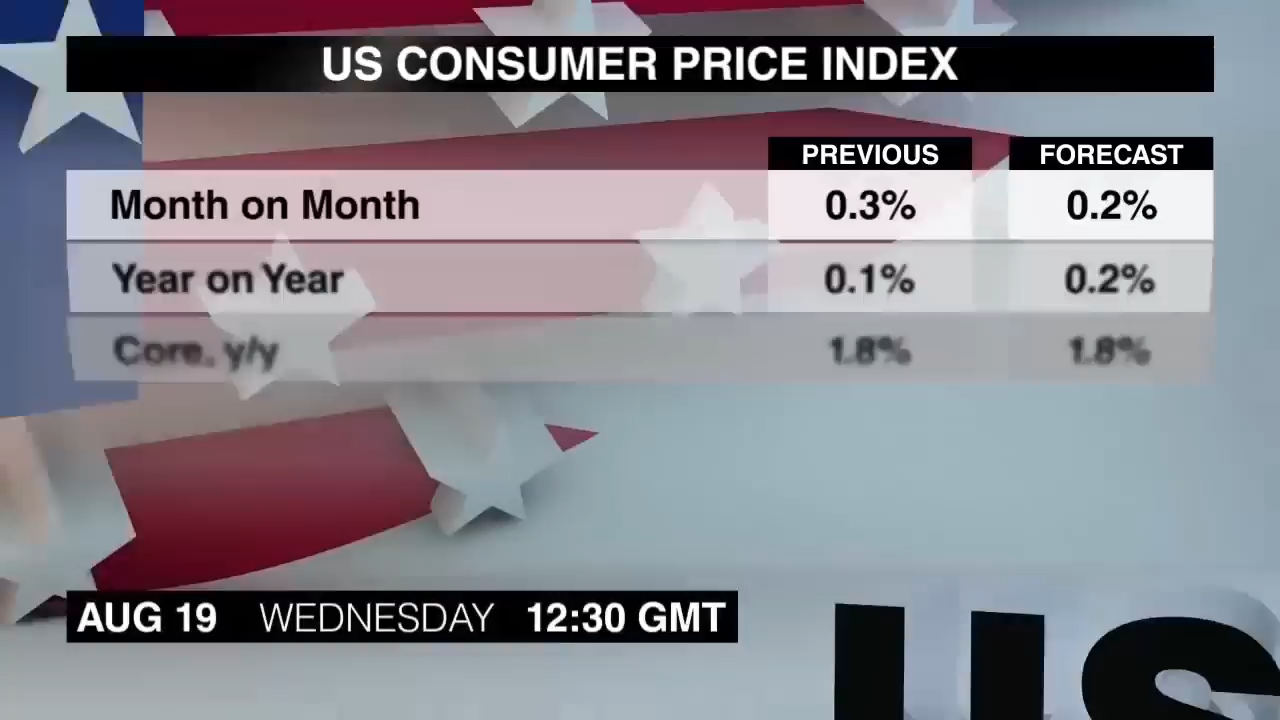 US CONSUMER PRICE INDEX
PREVIOUS FORECAST
Month on Month 0.3% 0.2%
Year on Year 0.1% 0.2%
Core, y/y 1.8% 1.8%
AUG 19 WEDNESDAY 12:30 GMT
US